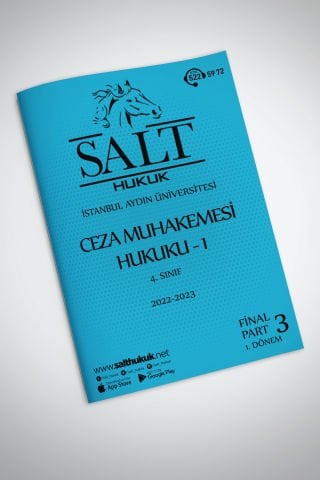 522 59 72
SALT
HUKUK
İSTANBUL AYDIN ÜNİVERSİTESİ
CEZA MUHAKEMESİ
HUKUKU - I
4. SINIF
2022-2023
FİNAL
PART 3
1. DÖNEM
www.salthukuk.net
App Store
Google Play